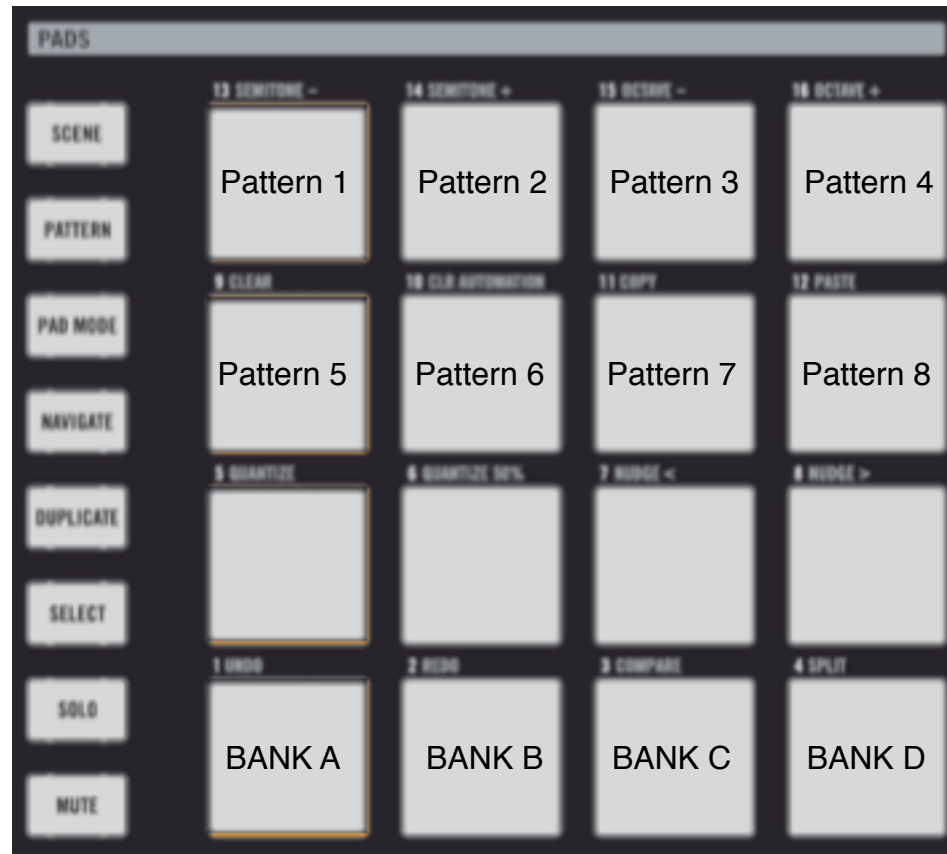 PADS
13 SEMITONE – 14 SEMITONE + 15 OCTAVE – 16 OCTAVE +
SCENE
Pattern 1 Pattern 2 Pattern 3 Pattern 4
PATTERN
9 CLEAR 10 CLR AUTOMATION 11 COPY 12 PASTE
PAD MODE
Pattern 5 Pattern 6 Pattern 7 Pattern 8
NAVIGATE
5 QUANTIZE 6 QUANTIZE 50% 7 NUDGE < 8 NUDGE >
DUPLICATE
SELECT
1 UNDO 2 REDO 3 COMPARE 4 SPLIT
SOLO
BANK A BANK B BANK C BANK D
MUTE